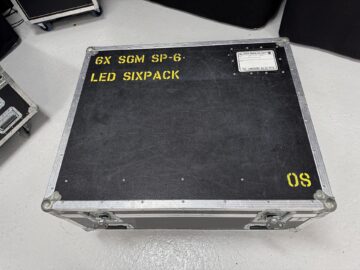 6X SGM SP-6
LED SIXPACK
08